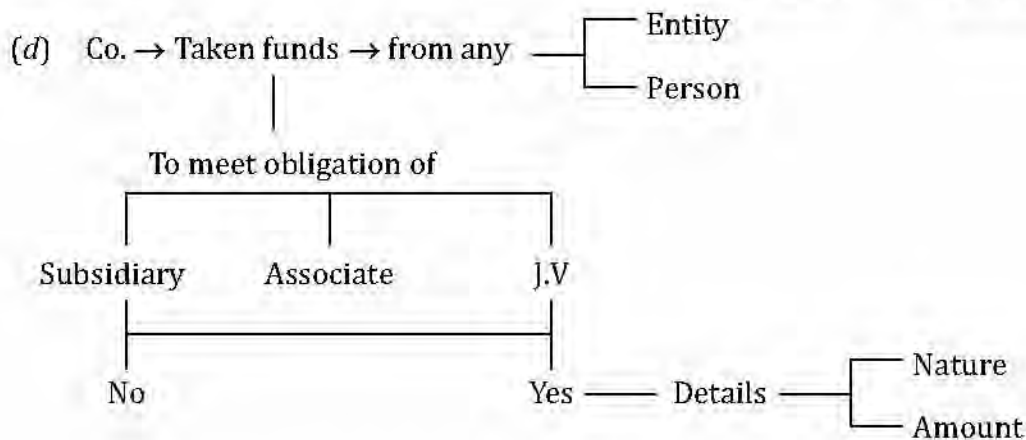 Entity
(d) Co. → Taken funds → from any
Person
To meet obligation of
Subsidiary Associate J.V
Nature
No Yes Details
Amount